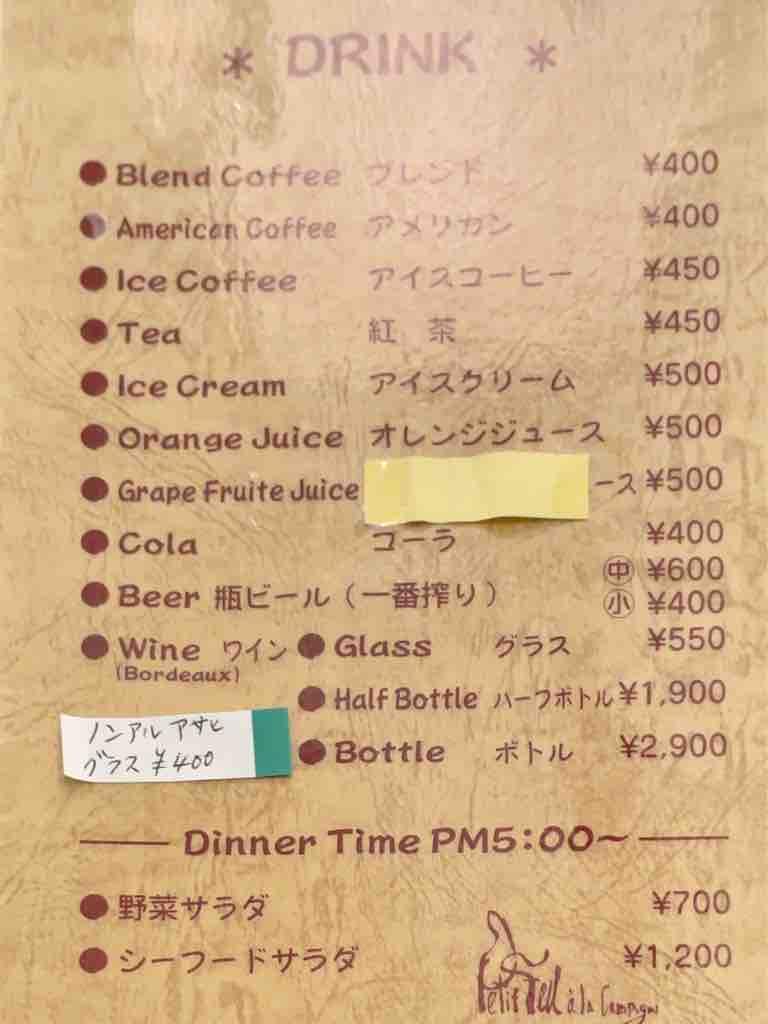 * DRINK *
● Blend Coffee ブレンド ¥400
● American Coffee アメリカン ¥400
● Ice Coffee アイスコーヒー ¥450
● Tea 紅 茶 ¥450
● Ice Cream アイスクリーム ¥500
● Orange Juice オレンジジュース ¥500
● Grape Fruite Juice ース ¥500
● Cola コーラ ¥400
● Beer 瓶ビール（一番搾り） ㊥ ¥600
小 ¥400
● Wine ワイン ● Glass グラス ¥550
(Bordeaux)
● Half Bottle ハーフボトル ¥1,900
ノンアル アサヒ
グラス ¥400
● Bottle ボトル ¥2,900
Dinner Time PM5:00~
● 野菜サラダ ¥700
● シーフードサラダ ¥1,200
à la Campagne